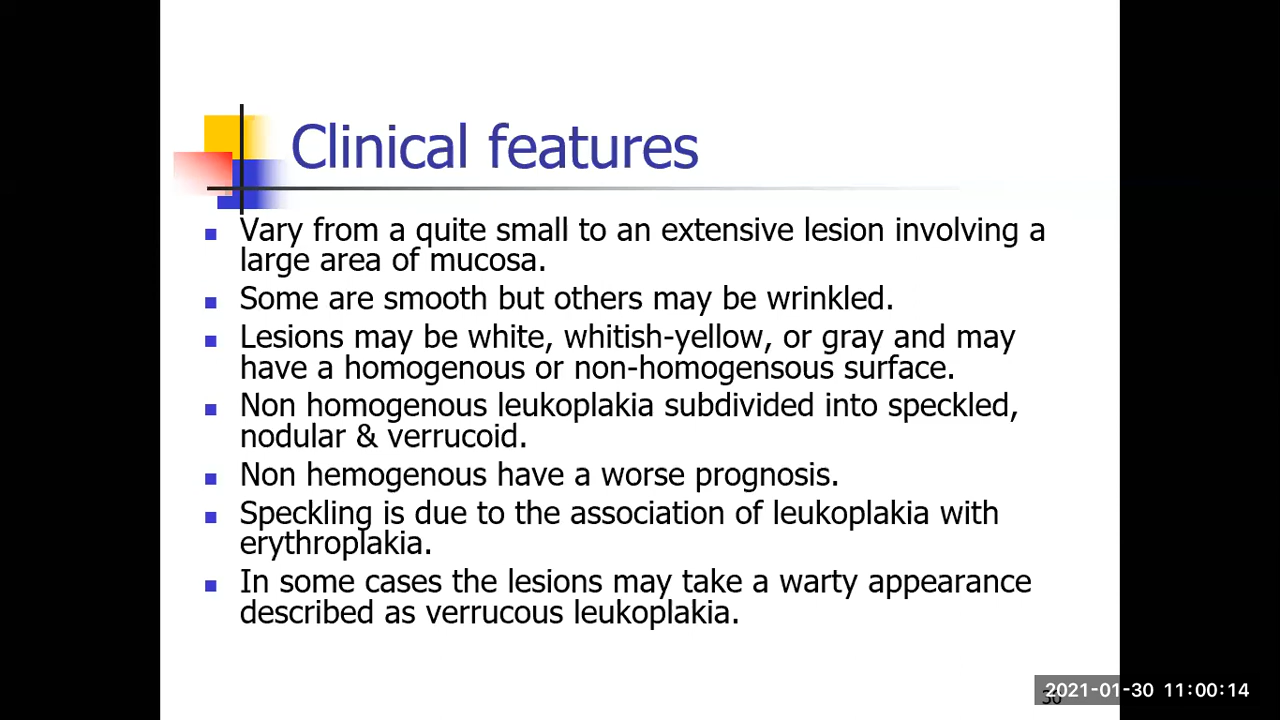 Clinical features
Vary from a quite small to an extensive lesion involving a
large area of mucosa.
Some are smooth but others may be wrinkled.
Lesions may be white, whitish-yellow, or gray and may
have a homogenous or non-homogensous surface.
Non homogenous leukoplakia subdivided into speckled,
nodular & verrucoid.
Non hemogenous have a worse prognosis.
Speckling is due to the association of leukoplakia with
erythroplakia.
In some cases the lesions may take a warty appearance
described as verrucous leukoplakia.
2021-01-30 11:00:14